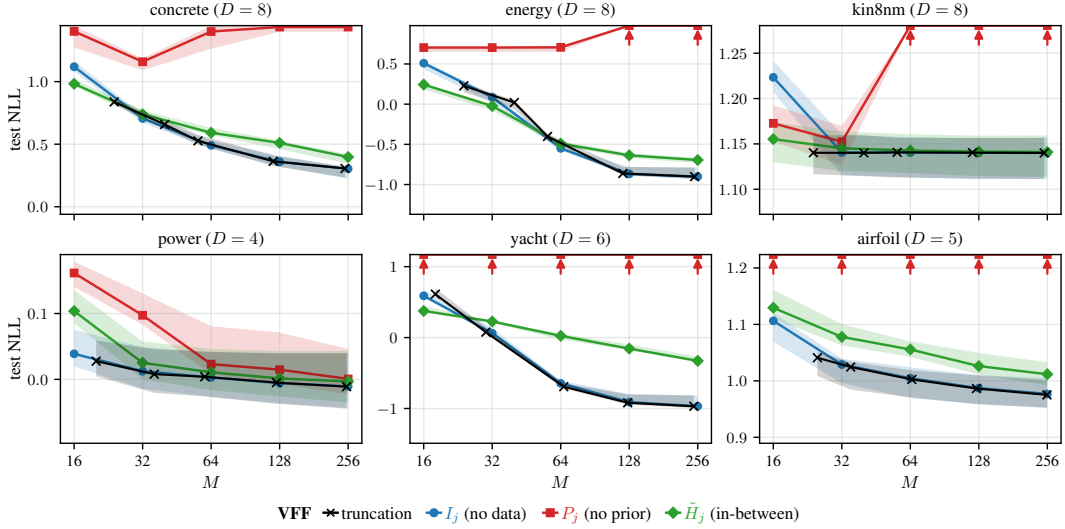 concrete (D = 8)
energy (D = 8)
kin8nm (D = 8)
test NLL
1.0
0.5
0.0
0.5
0.0
−0.5
−1.0
1.25
1.20
1.15
1.10
power (D = 4)
yacht (D = 6)
airfoil (D = 5)
test NLL
0.1
0.0
1
0
−1
1.2
1.1
1.0
0.9
16 32 64 128 256
16 32 64 128 256
16 32 64 128 256
M
M
M
VFF truncation I_j (no data) P_j (no prior) H̃_j (in-between)